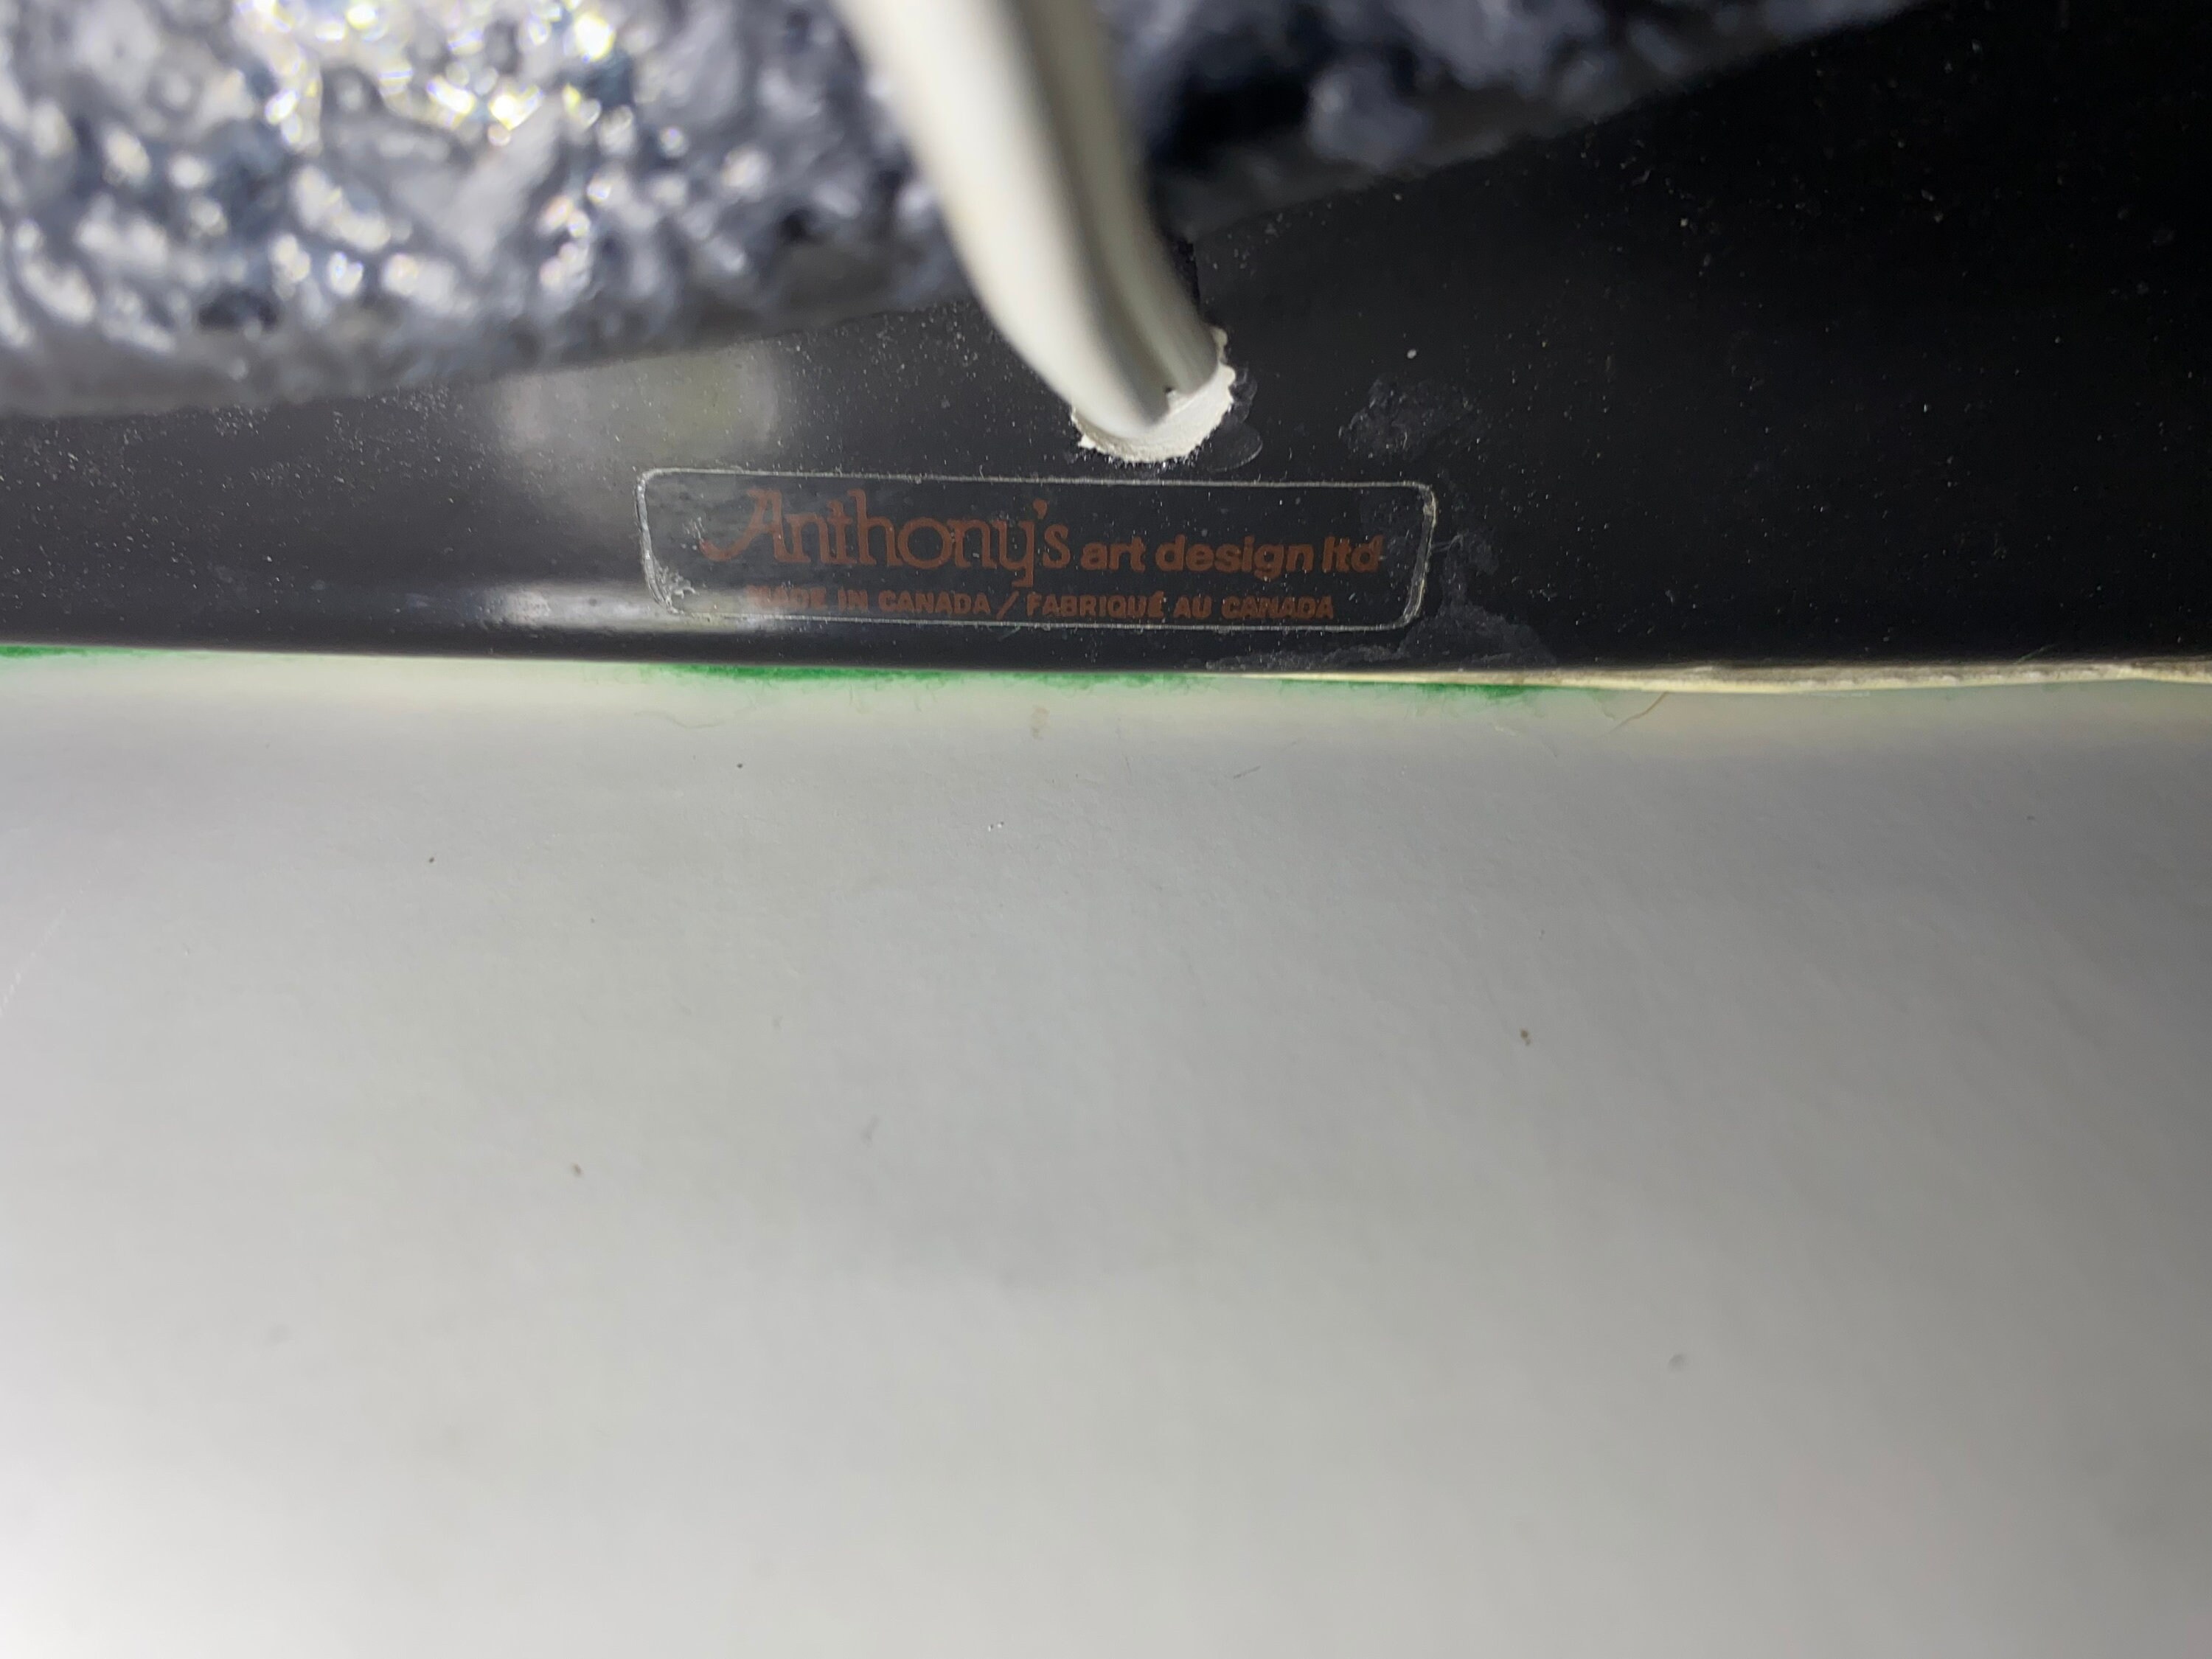 Anthony's art design ltd
MADE IN CANADA / FABRIQUÉ AU CANADA